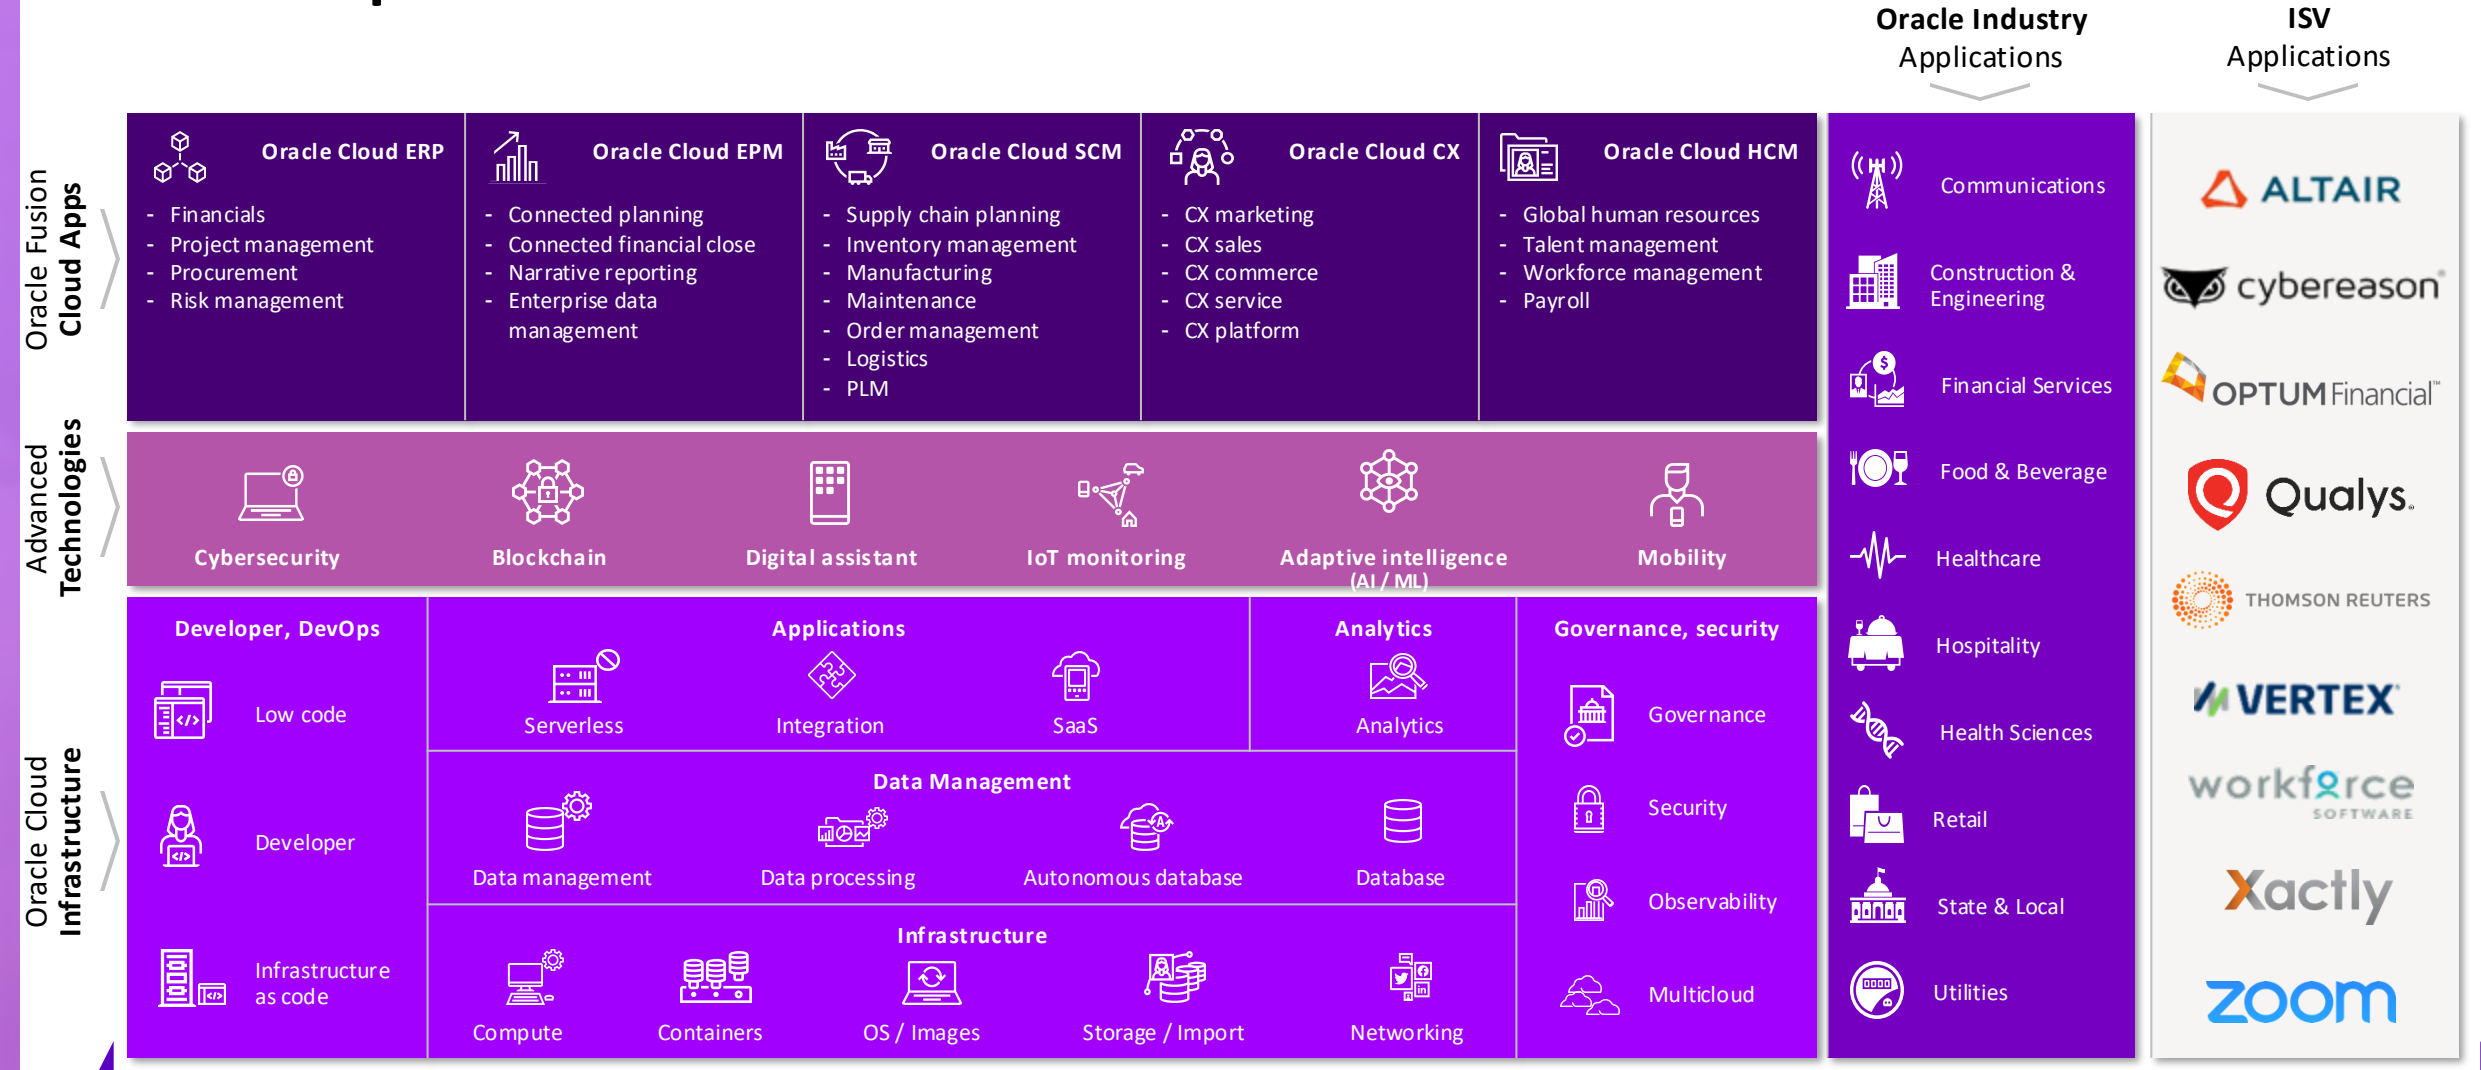 Oracle Industry
Applications
ISV
Applications
Oracle Fusion
Cloud Apps
Oracle Cloud ERP
- Financials
- Project management
- Procurement
- Risk management
Oracle Cloud EPM
- Connected planning
- Connected financial close
- Narrative reporting
- Enterprise data
management
Oracle Cloud SCM
- Supply chain planning
- Inventory management
- Manufacturing
- Maintenance
- Order management
- Logistics
- PLM
Oracle Cloud CX
- CX marketing
- CX sales
- CX commerce
- CX service
- CX platform
Oracle Cloud HCM
- Global human resources
- Talent management
- Workforce management
- Payroll
Advanced
Technologies
Cybersecurity
Blockchain
Digital assistant
IoT monitoring
Adaptive intelligence
(AI / ML)
Mobility
Oracle Cloud
Infrastructure
Developer, DevOps
Low code
Developer
Infrastructure
as code
Applications
Serverless
Integration
SaaS
Analytics
Analytics
Data Management
Data management
Data processing
Autonomous database
Database
Infrastructure
Compute
Containers
OS / Images
Storage / Import
Networking
Governance, security
Governance
Security
Observability
Multicloud
Communications
Construction &
Engineering
Financial Services
Food & Beverage
Healthcare
Hospitality
Health Sciences
Retail
State & Local
Utilities
ALTAIR
cybereason®
OPTUM Financial™
Qualys.
THOMSON REUTERS
VERTEX
workforce
SOFTWARE
Xactly
zoom